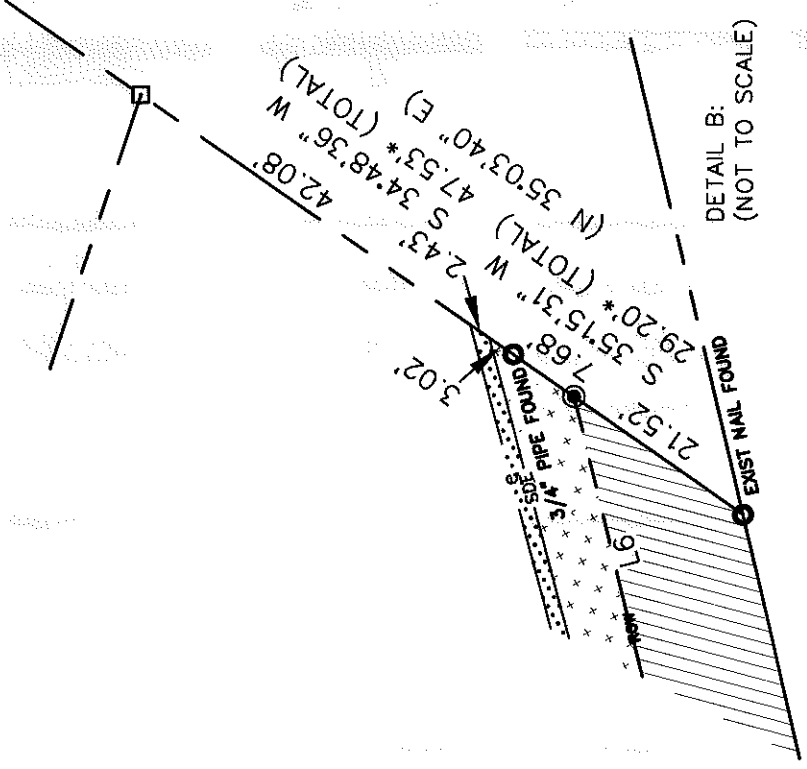 42.08'
(N 35°03'40" E)
47.53'* (TOTAL)
S 34°48'36" W
2.43'
3.02'
29.20'* (TOTAL)
S 35°15'31" W
7.68'
21.52'
3/4" PIPE FOUND
EXIST NAIL FOUND
6' SDE
ROW
L6
DETAIL B:
(NOT TO SCALE)